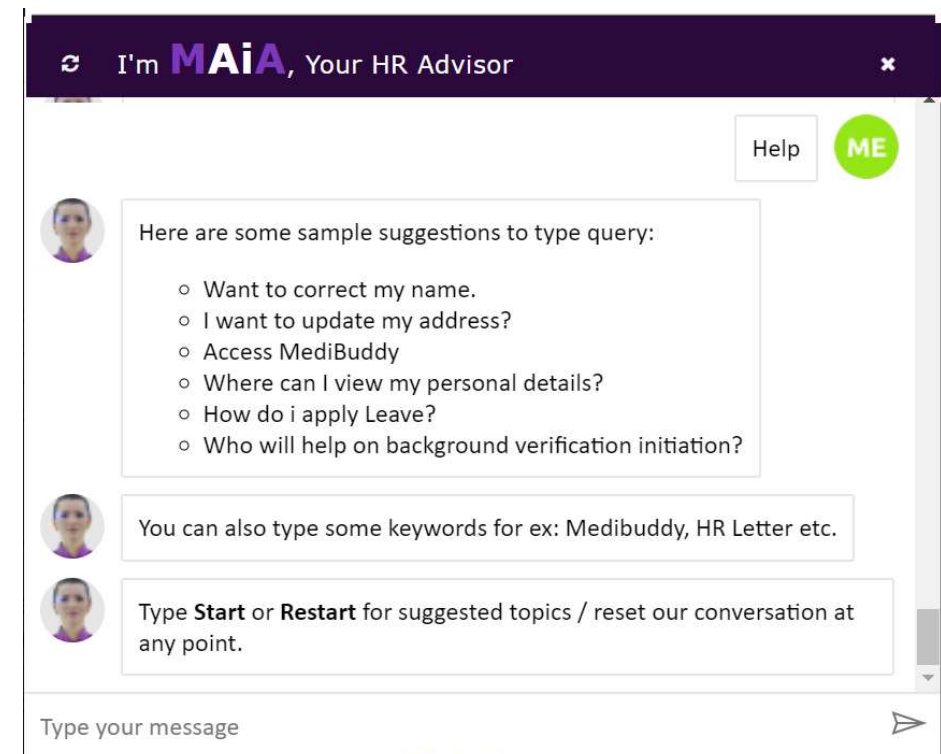 I'm MAiA, Your HR Advisor
Help
ME
Here are some sample suggestions to type query:
Want to correct my name.
I want to update my address?
Access MediBuddy
Where can I view my personal details?
How do i apply Leave?
Who will help on background verification initiation?
You can also type some keywords for ex: Medibuddy, HR Letter etc.
Type Start or Restart for suggested topics / reset our conversation at
any point.
Type your message